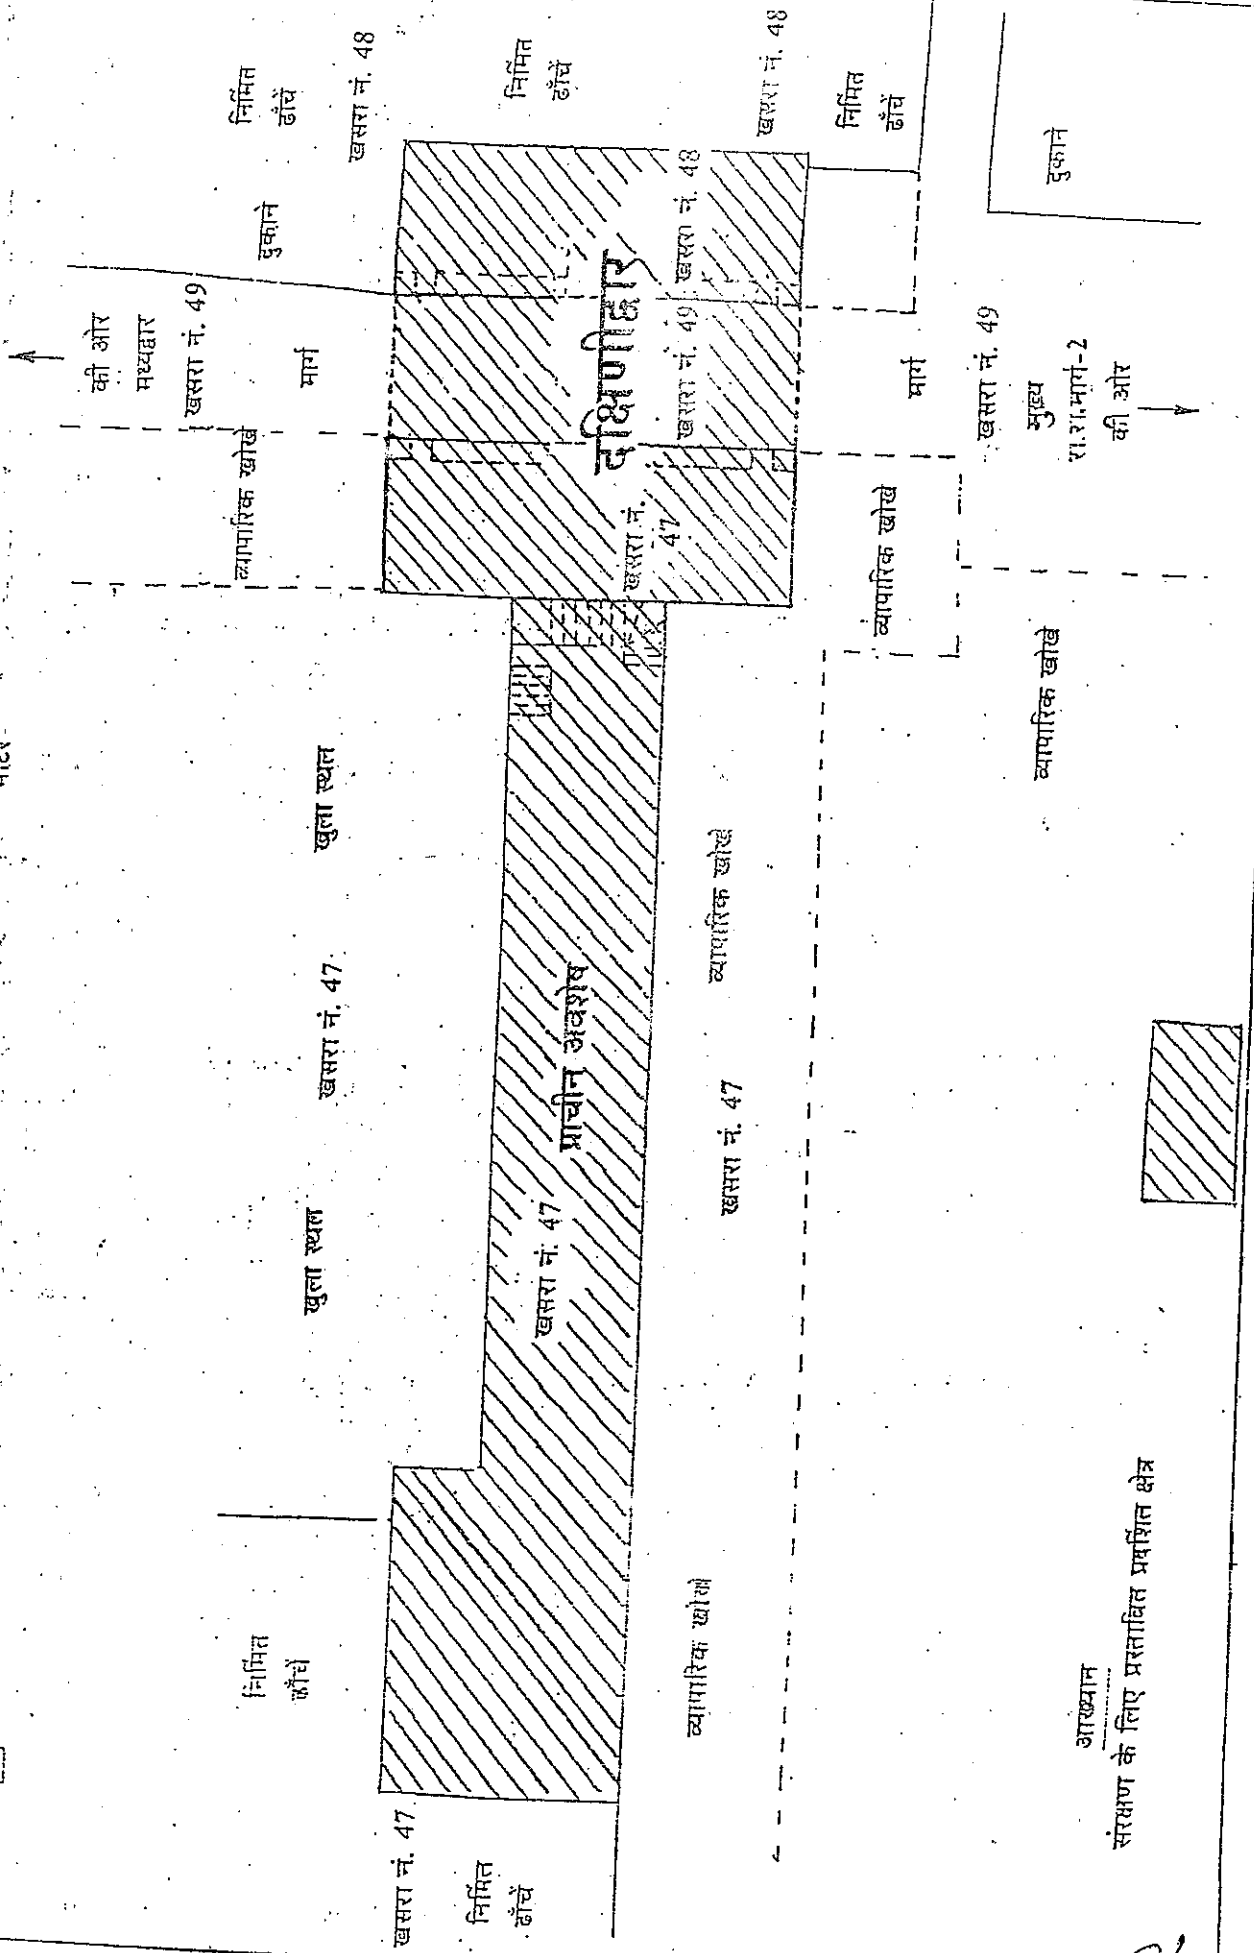 की ओर
मध्यद्वार
खसरा नं. 49
मार्ग
दुकाने
निर्मित
ढाँचें
खसरा नं. 48
व्यापारिक खोखे
निर्मित
ढाँचें
खुला स्थल
खसरा नं. 47
खुला स्थल
निर्मित
ढाँचें
दक्षिणीद्वार
खसरा नं. 48
खसरा नं. 49
खसरा नं.
47
प्राचीन अवशेष
खसरा नं. 47
खसरा नं. 47
निर्मित
ढाँचें
खसरा नं. 48
निर्मित
ढाँचें
व्यापारिक खोखे
खसरा नं. 47
व्यापारिक खोखे
मार्ग
खसरा नं. 49
मुख्य
रा.रा.मार्ग-2
की ओर
दुकाने
व्यापारिक खोखे
व्यापारिक खोखे
आख्यान
संरक्षण के लिए प्रस्तावित प्रदर्शित क्षेत्र